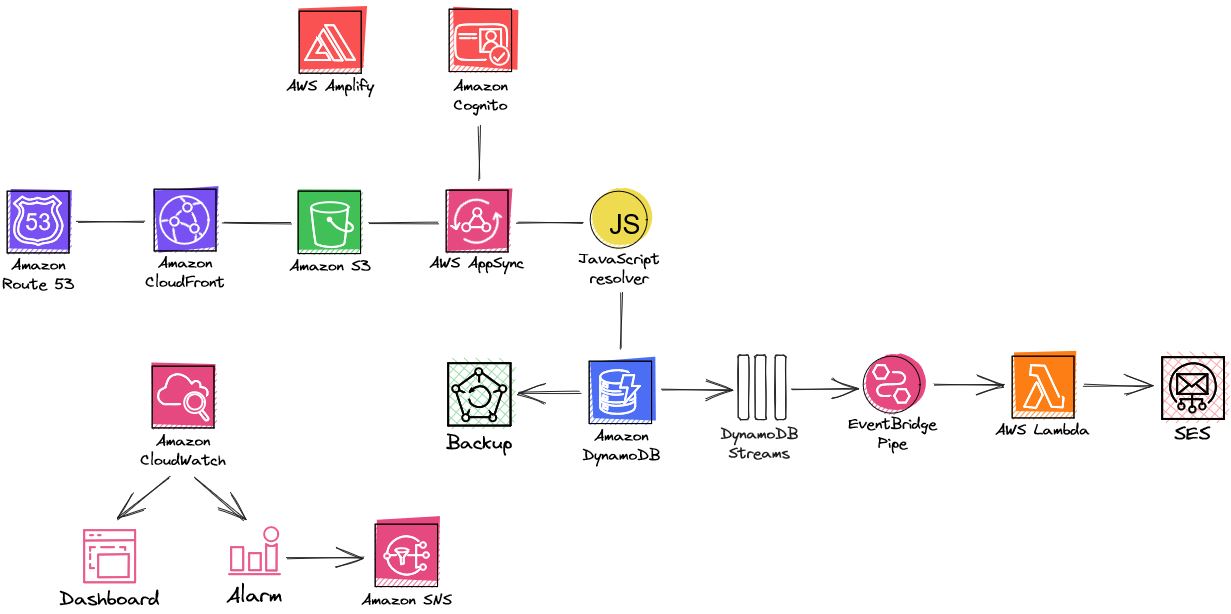 AWS Amplify
Amazon
Cognito
53
Amazon
Route 53
Amazon
CloudFront
Amazon S3
AWS AppSync
JS
JavaScript
resolver
Amazon
CloudWatch
Backup
Amazon
DynamoDB
DynamoDB
Streams
EventBridge
Pipe
AWS Lambda
SES
Dashboard
Alarm
Amazon SNS